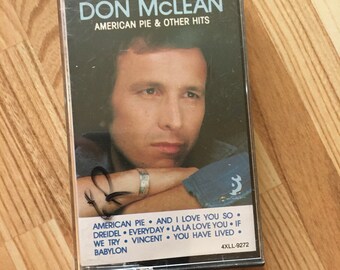 DON McLEAN
AMERICAN PIE & OTHER HITS
AMERICAN PIE • AND I LOVE YOU SO •
DREIDEL • EVERYDAY • LA LA LOVE YOU • IF
WE TRY • VINCENT • YOU HAVE LIVED •
BABYLON
4XLL-9272